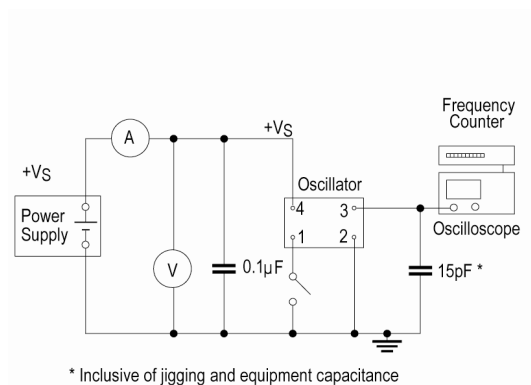 Frequency
Counter
+VS
A
+VS
Oscillator
4 3
1 2
Power
Supply
V
0.1µF
Oscilloscope
15pF *
* Inclusive of jigging and equipment capacitance